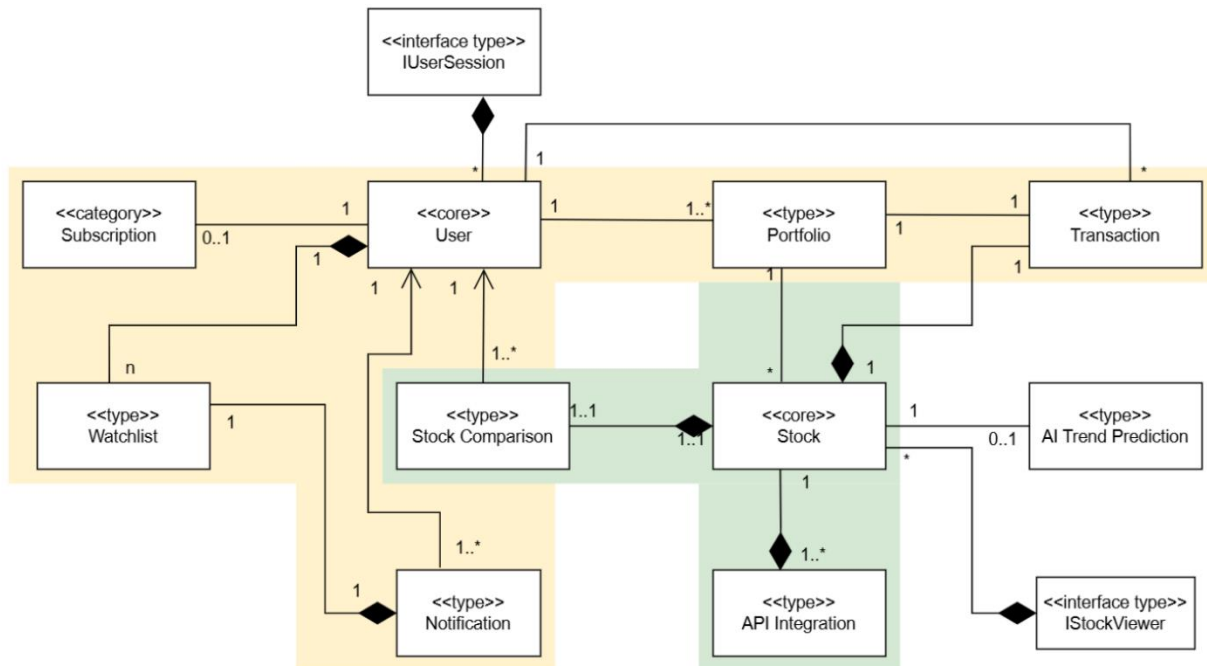 <<interface type>>
IUserSession
*
1
*
<<category>>
Subscription
0..1
1
<<core>>
User
1
1..*
<<type>>
Portfolio
1
1
<<type>>
Transaction
1
1
1
1
1
n
1..*
*
1
<<type>>
Watchlist
1
<<type>>
Stock Comparison
1..1
1..1
<<core>>
Stock
1
0..1
*
<<type>>
AI Trend Prediction
1
1..*
1..*
1
<<type>>
Notification
<<type>>
API Integration
<<interface type>>
IStockViewer